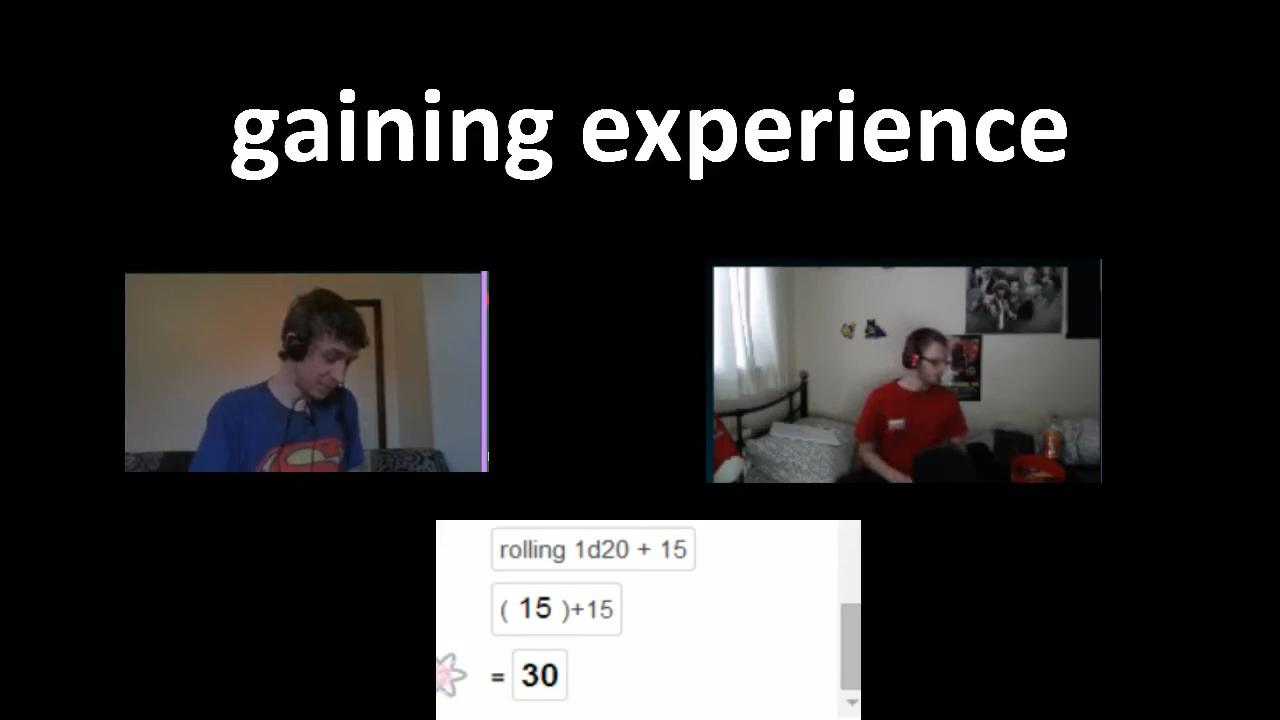 gaining experience
rolling 1d20 + 15
( 15 )+15
= 30